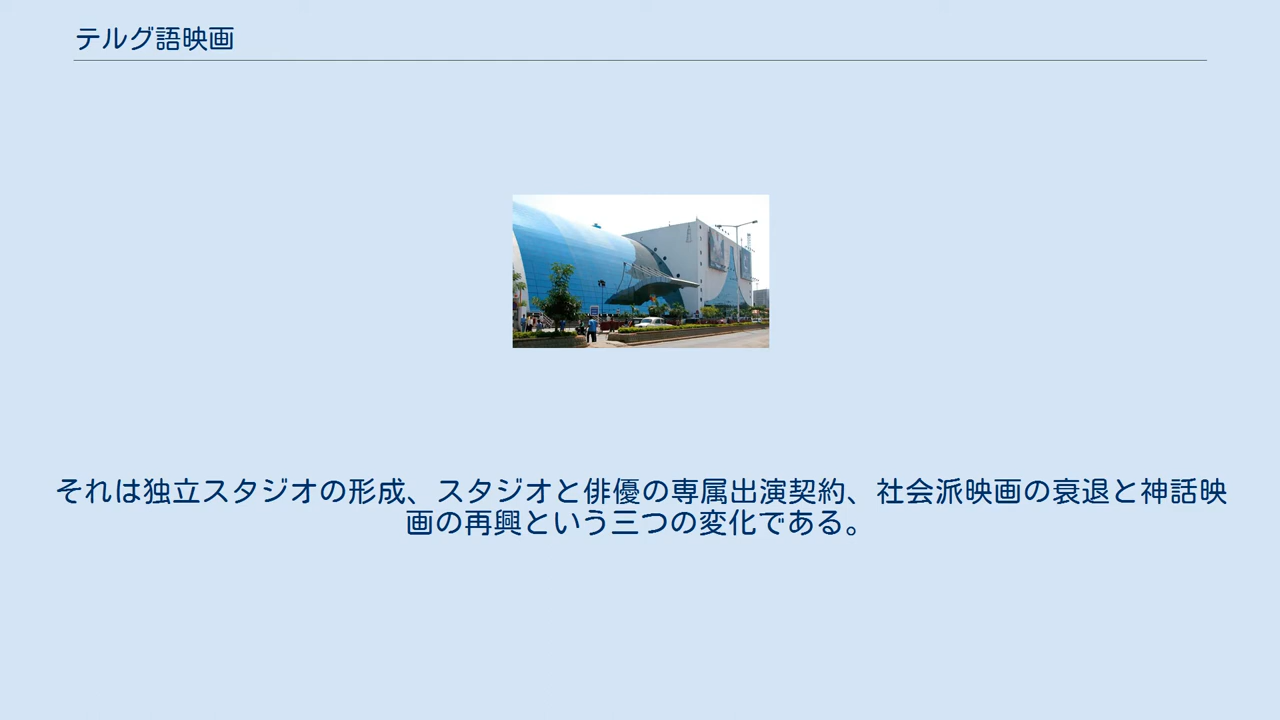 テルグ語映画
それは独立スタジオの形成、スタジオと俳優の専属出演契約、社会派映画の衰退と神話映
画の再興という三つの変化である。